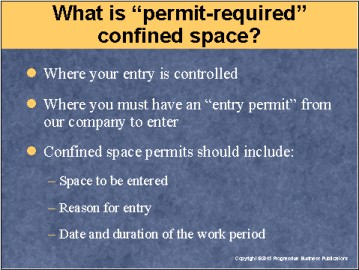 What is “permit-required”
confined space?
Where your entry is controlled
Where you must have an “entry permit” from
our company to enter
Confined space permits should include:
– Space to be entered
– Reason for entry
– Date and duration of the work period
Progressive Business Publications